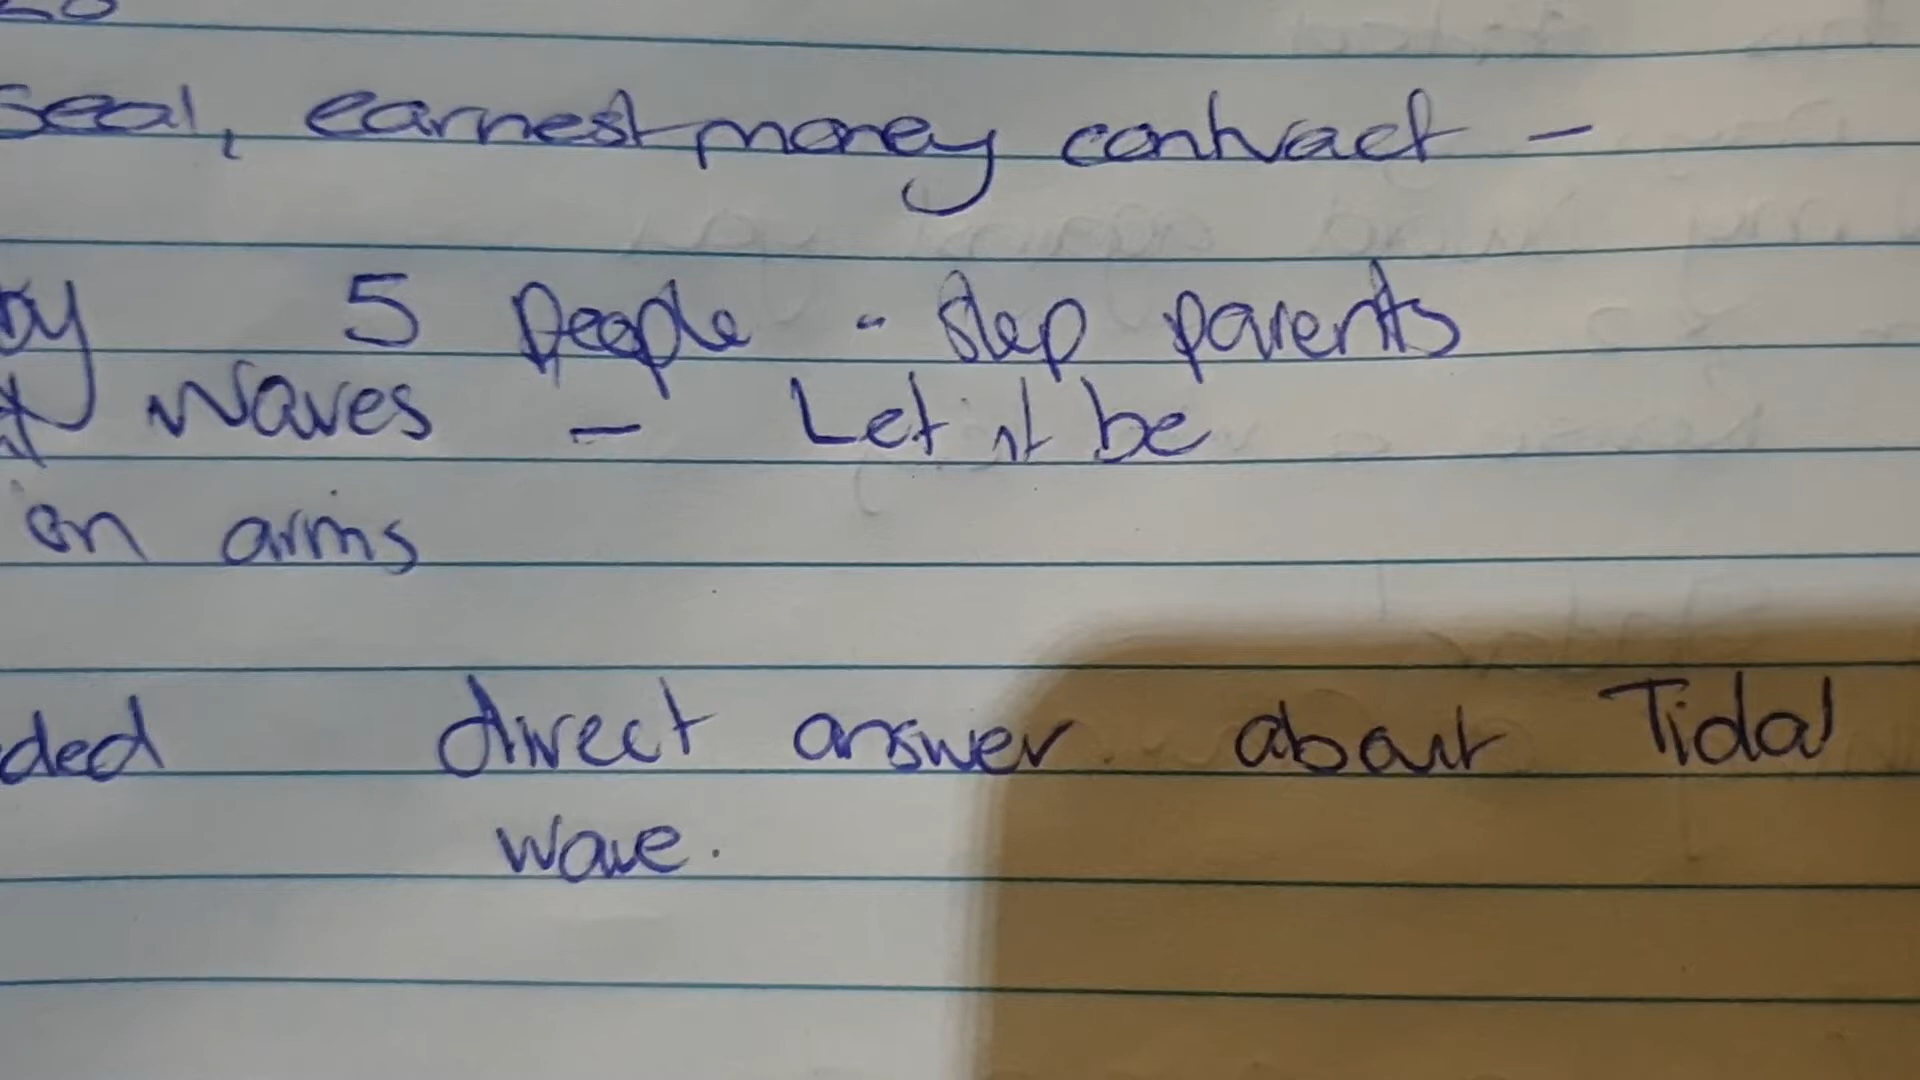 seal, earnest money contract -
by 5 people - step parents
waves - Let it be
on arms
ded direct answer about Tidal
wave.